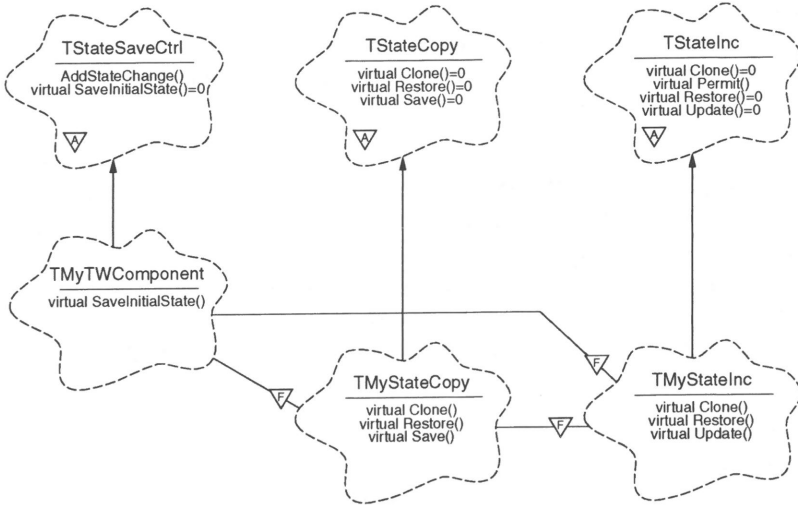 TStateSaveCtrl
AddStateChange()
virtual SaveInitialState()=0
A
TStateCopy
virtual Clone()=0
virtual Restore()=0
virtual Save()=0
A
TStateInc
virtual Clone()=0
virtual Permit()
virtual Restore()=0
virtual Update()=0
A
TMyTWComponent
virtual SaveInitialState()
F
F
TMyStateCopy
virtual Clone()
virtual Restore()
virtual Save()
F
TMyStateInc
virtual Clone()
virtual Restore()
virtual Update()